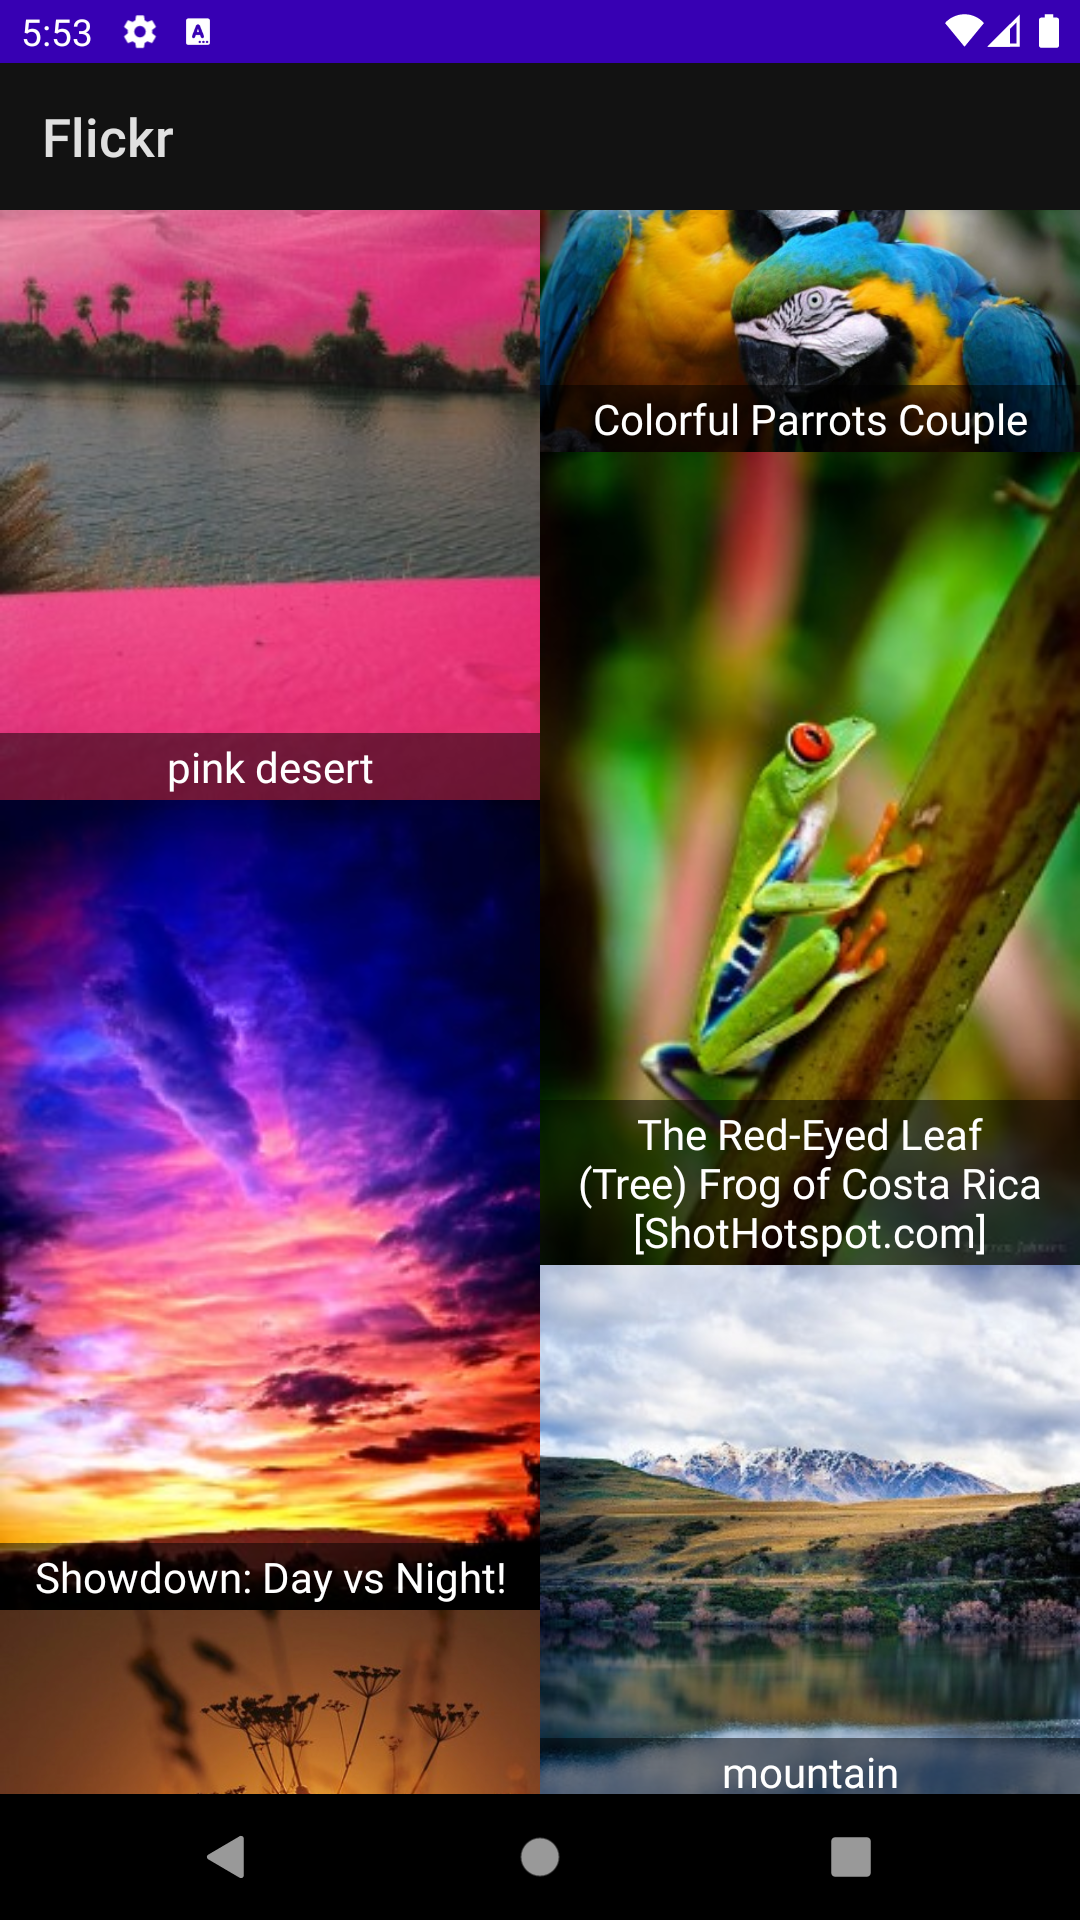 5:53
Flickr
Colorful Parrots Couple
pink desert
The Red-Eyed Leaf
(Tree) Frog of Costa Rica
[ShotHotspot.com]
Showdown: Day vs Night!
mountain